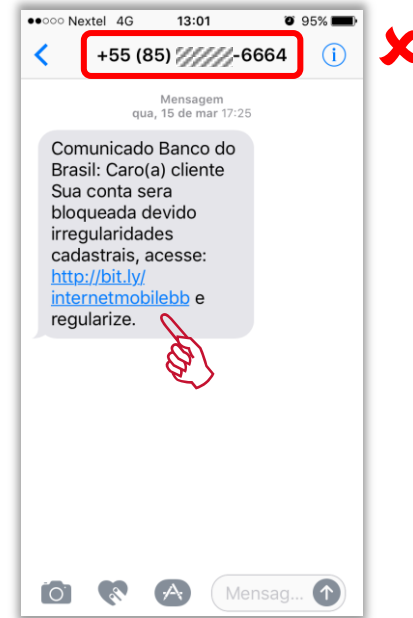 Nextel 4G 13:01 95%
+55 (85) -6664
Mensagem
qua, 15 de mar 17:25
Comunicado Banco do
Brasil: Caro(a) cliente
Sua conta sera
bloqueada devido
irregularidades
cadastrais, acesse:
http://bit.ly/
internetmobilebb e
regularize.
Mensag...